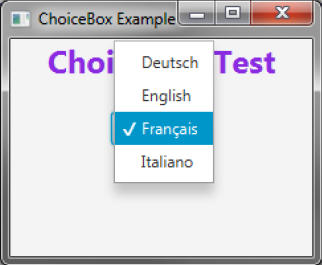 ChoiceBox Example
Choi Test
Deutsch
English
Français
Italiano